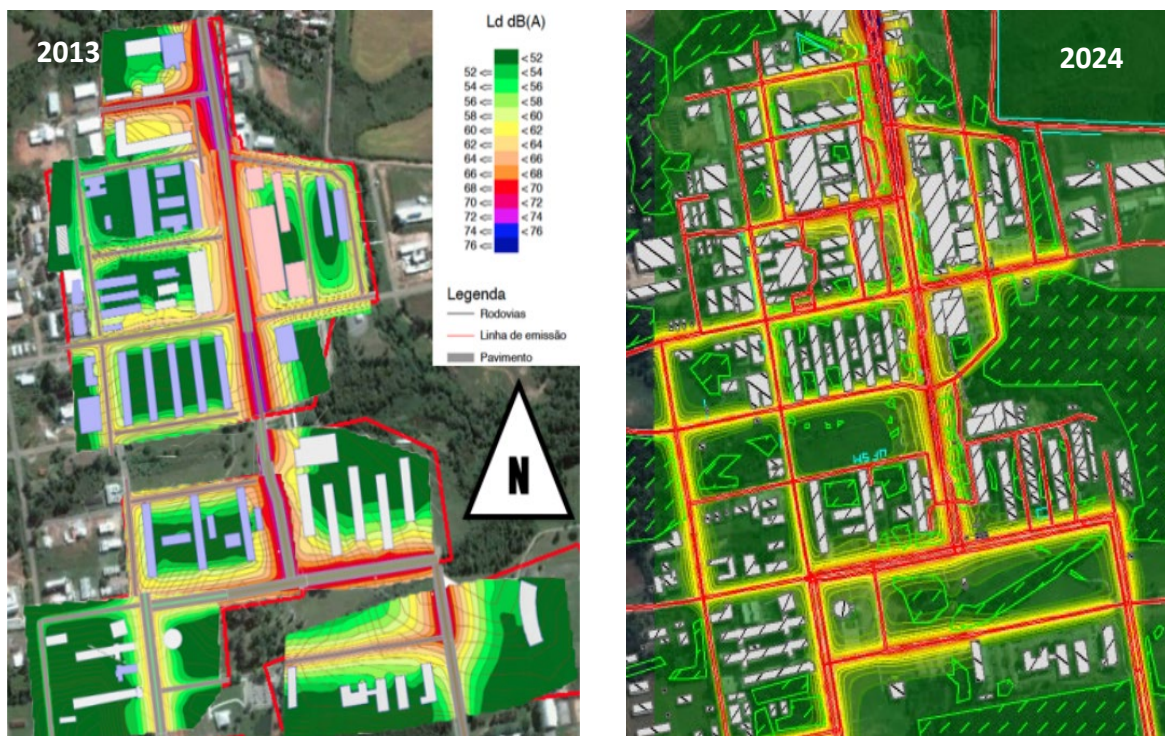 2013
Ld dB(A)
< 52
52 <= < 54
54 <= < 56
56 <= < 58
58 <= < 60
60 <= < 62
62 <= < 64
64 <= < 66
66 <= < 68
68 <= < 70
70 <= < 72
72 <= < 74
74 <= < 76
76 <=
Legenda
Rodovias
Linha de emissão
Pavimento
N
2024
UFSM